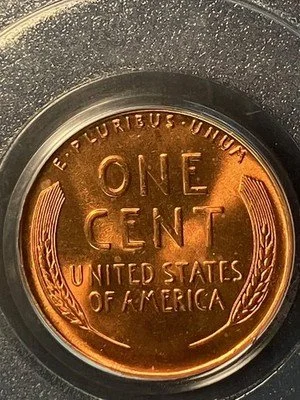 E·PLURIBUS·UNUM
ONE
CENT
UNITED STATES
OF AMERICA